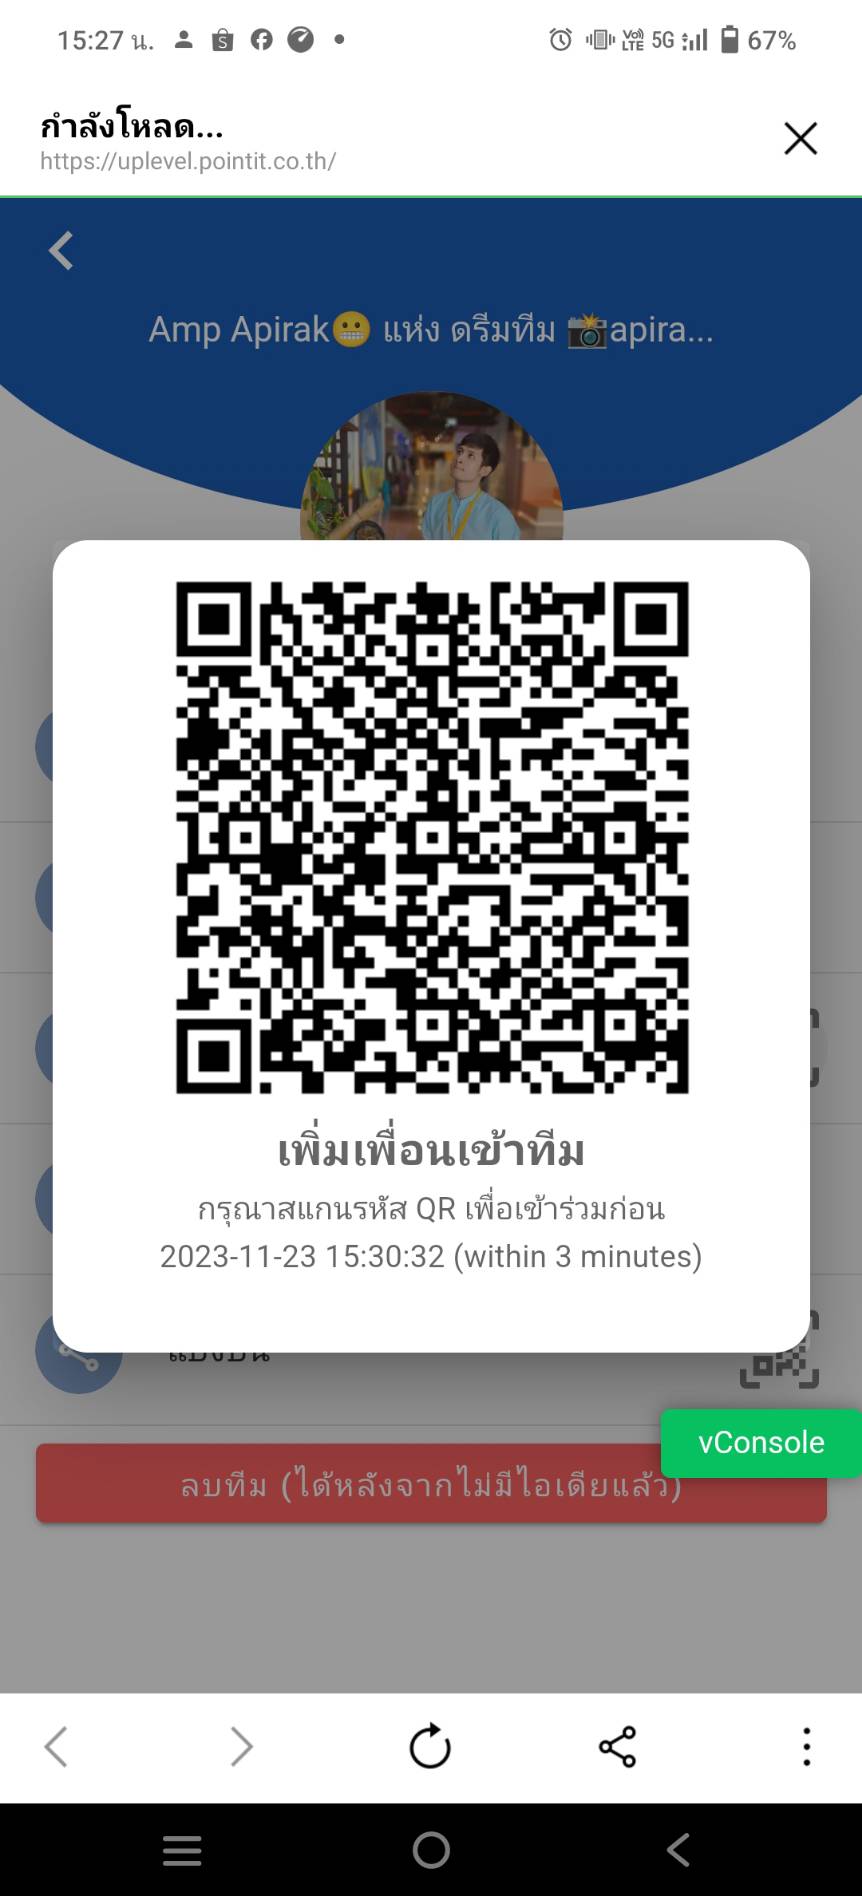 15:27 น.
5G 67%
กำลังโหลด...
https://uplevel.pointit.co.th/
Amp Apirak😬 แห่ง ดรีมทีม 📸apira...
เพิ่มเพื่อนเข้าทีม
กรุณาสแกนรหัส QR เพื่อเข้าร่วมก่อน
2023-11-23 15:30:32 (within 3 minutes)
vConsole
ลบทีม (ได้หลังจากไม่มีไอเดียแล้ว)